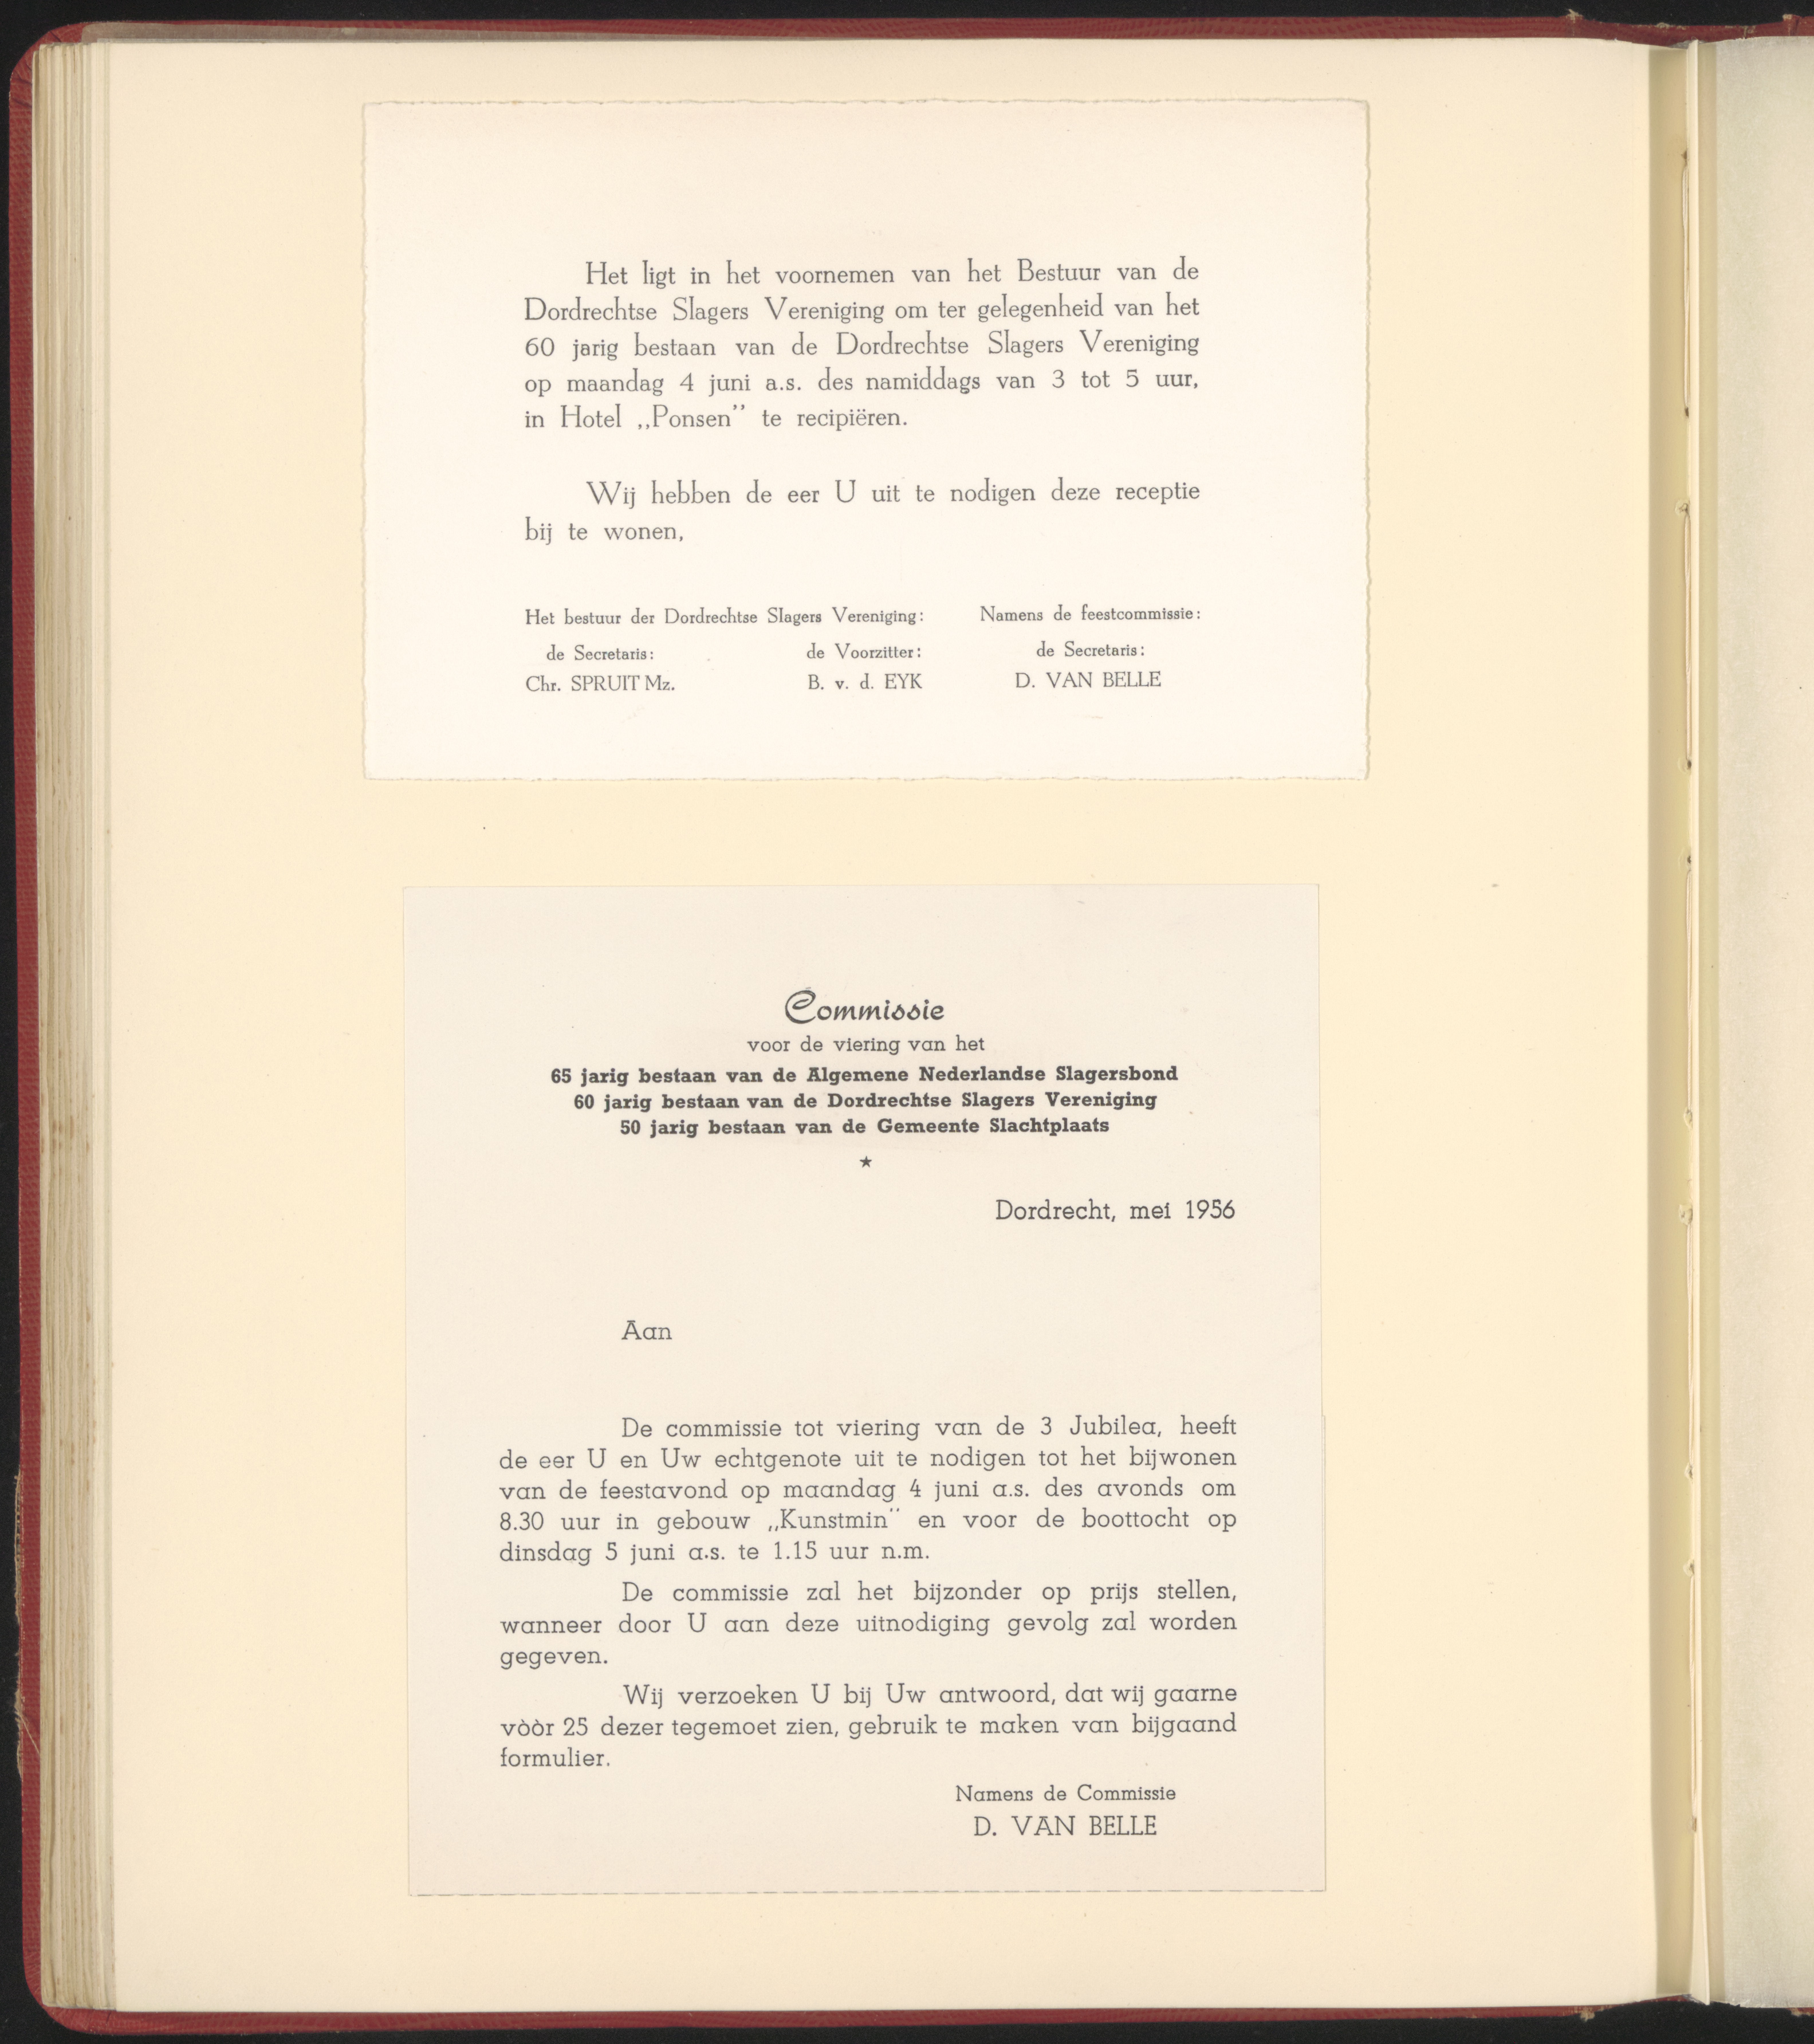 Het ligt in het voornemen van het Bestuur van de
Dordrechtse Slagers Vereniging om ter gelegenheid van het
60 jarig bestaan van de Dordrechtse Slagers Vereniging
op maandag 4 juni a.s. des namiddags van 3 tot 5 uur,
in Hotel „Ponsen” te recipiëren.
Wij hebben de eer U uit te nodigen deze receptie
bij te wonen,
Het bestuur der Dordrechtse Slagers Vereniging: Namens de feestcommissie:
de Secretaris: de Voorzitter: de Secretaris:
Chr. SPRUIT Mz. B. v. d. EYK D. VAN BELLE
Commissie
voor de viering van het
65 jarig bestaan van de Algemene Nederlandse Slagersbond
60 jarig bestaan van de Dordrechtse Slagers Vereniging
50 jarig bestaan van de Gemeente Slachtplaats
★
Dordrecht, mei 1956
Aan
De commissie tot viering van de 3 Jubilea, heeft
de eer U en Uw echtgenote uit te nodigen tot het bijwonen
van de feestavond op maandag 4 juni a.s. des avonds om
8.30 uur in gebouw „Kunstmin” en voor de boottocht op
dinsdag 5 juni a.s. te 1.15 uur n.m.
De commissie zal het bijzonder op prijs stellen,
wanneer door U aan deze uitnodiging gevolg zal worden
gegeven.
Wij verzoeken U bij Uw antwoord, dat wij gaarne
vòòr 25 dezer tegemoet zien, gebruik te maken van bijgaand
formulier.
Namens de Commissie
D. VAN BELLE